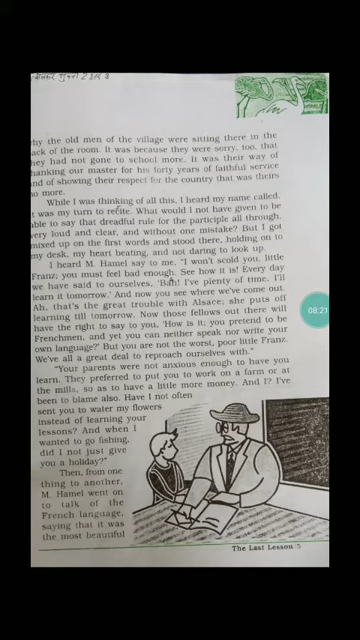 why the old men of the village were sitting there in the
back of the room. It was because they were sorry, too, that
they had not gone to school more. It was their way of
thanking our master for his forty years of faithful service
and of showing their respect for the country that was theirs
no more.
While I was thinking of all this, I heard my name called.
It was my turn to recite. What would I not have given to be
able to say that dreadful rule for the participle all through,
very loud and clear, and without one mistake? But I got
mixed up on the first words and stood there, holding on to
my desk, my heart beating, and not daring to look up.
I heard M. Hamel say to me, "I won't scold you, little
Franz; you must feel bad enough. See how it is! Every day
we have said to ourselves, 'Bah! I've plenty of time. I'll
learn it tomorrow.' And now you see where we've come out.
Ah, that's the great trouble with Alsace; she puts off
learning till tomorrow. Now those fellows out there will
have the right to say to you, 'How is it; you pretend to be
Frenchmen, and yet you can neither speak nor write your
own language?' But you are not the worst, poor little Franz.
We've all a great deal to reproach ourselves with."
"Your parents were not anxious enough to have you
learn. They preferred to put you to work on a farm or at
the mills, so as to have a little more money. And I? I've
been to blame also. Have I not often
sent you to water my flowers
instead of learning your
lessons? And when I
wanted to go fishing,
did I not just give
you a holiday?"
Then, from one
thing to another,
M. Hamel went on
to talk of the
French language,
saying that it was
the most beautiful
08:21
The Last Lesson/5